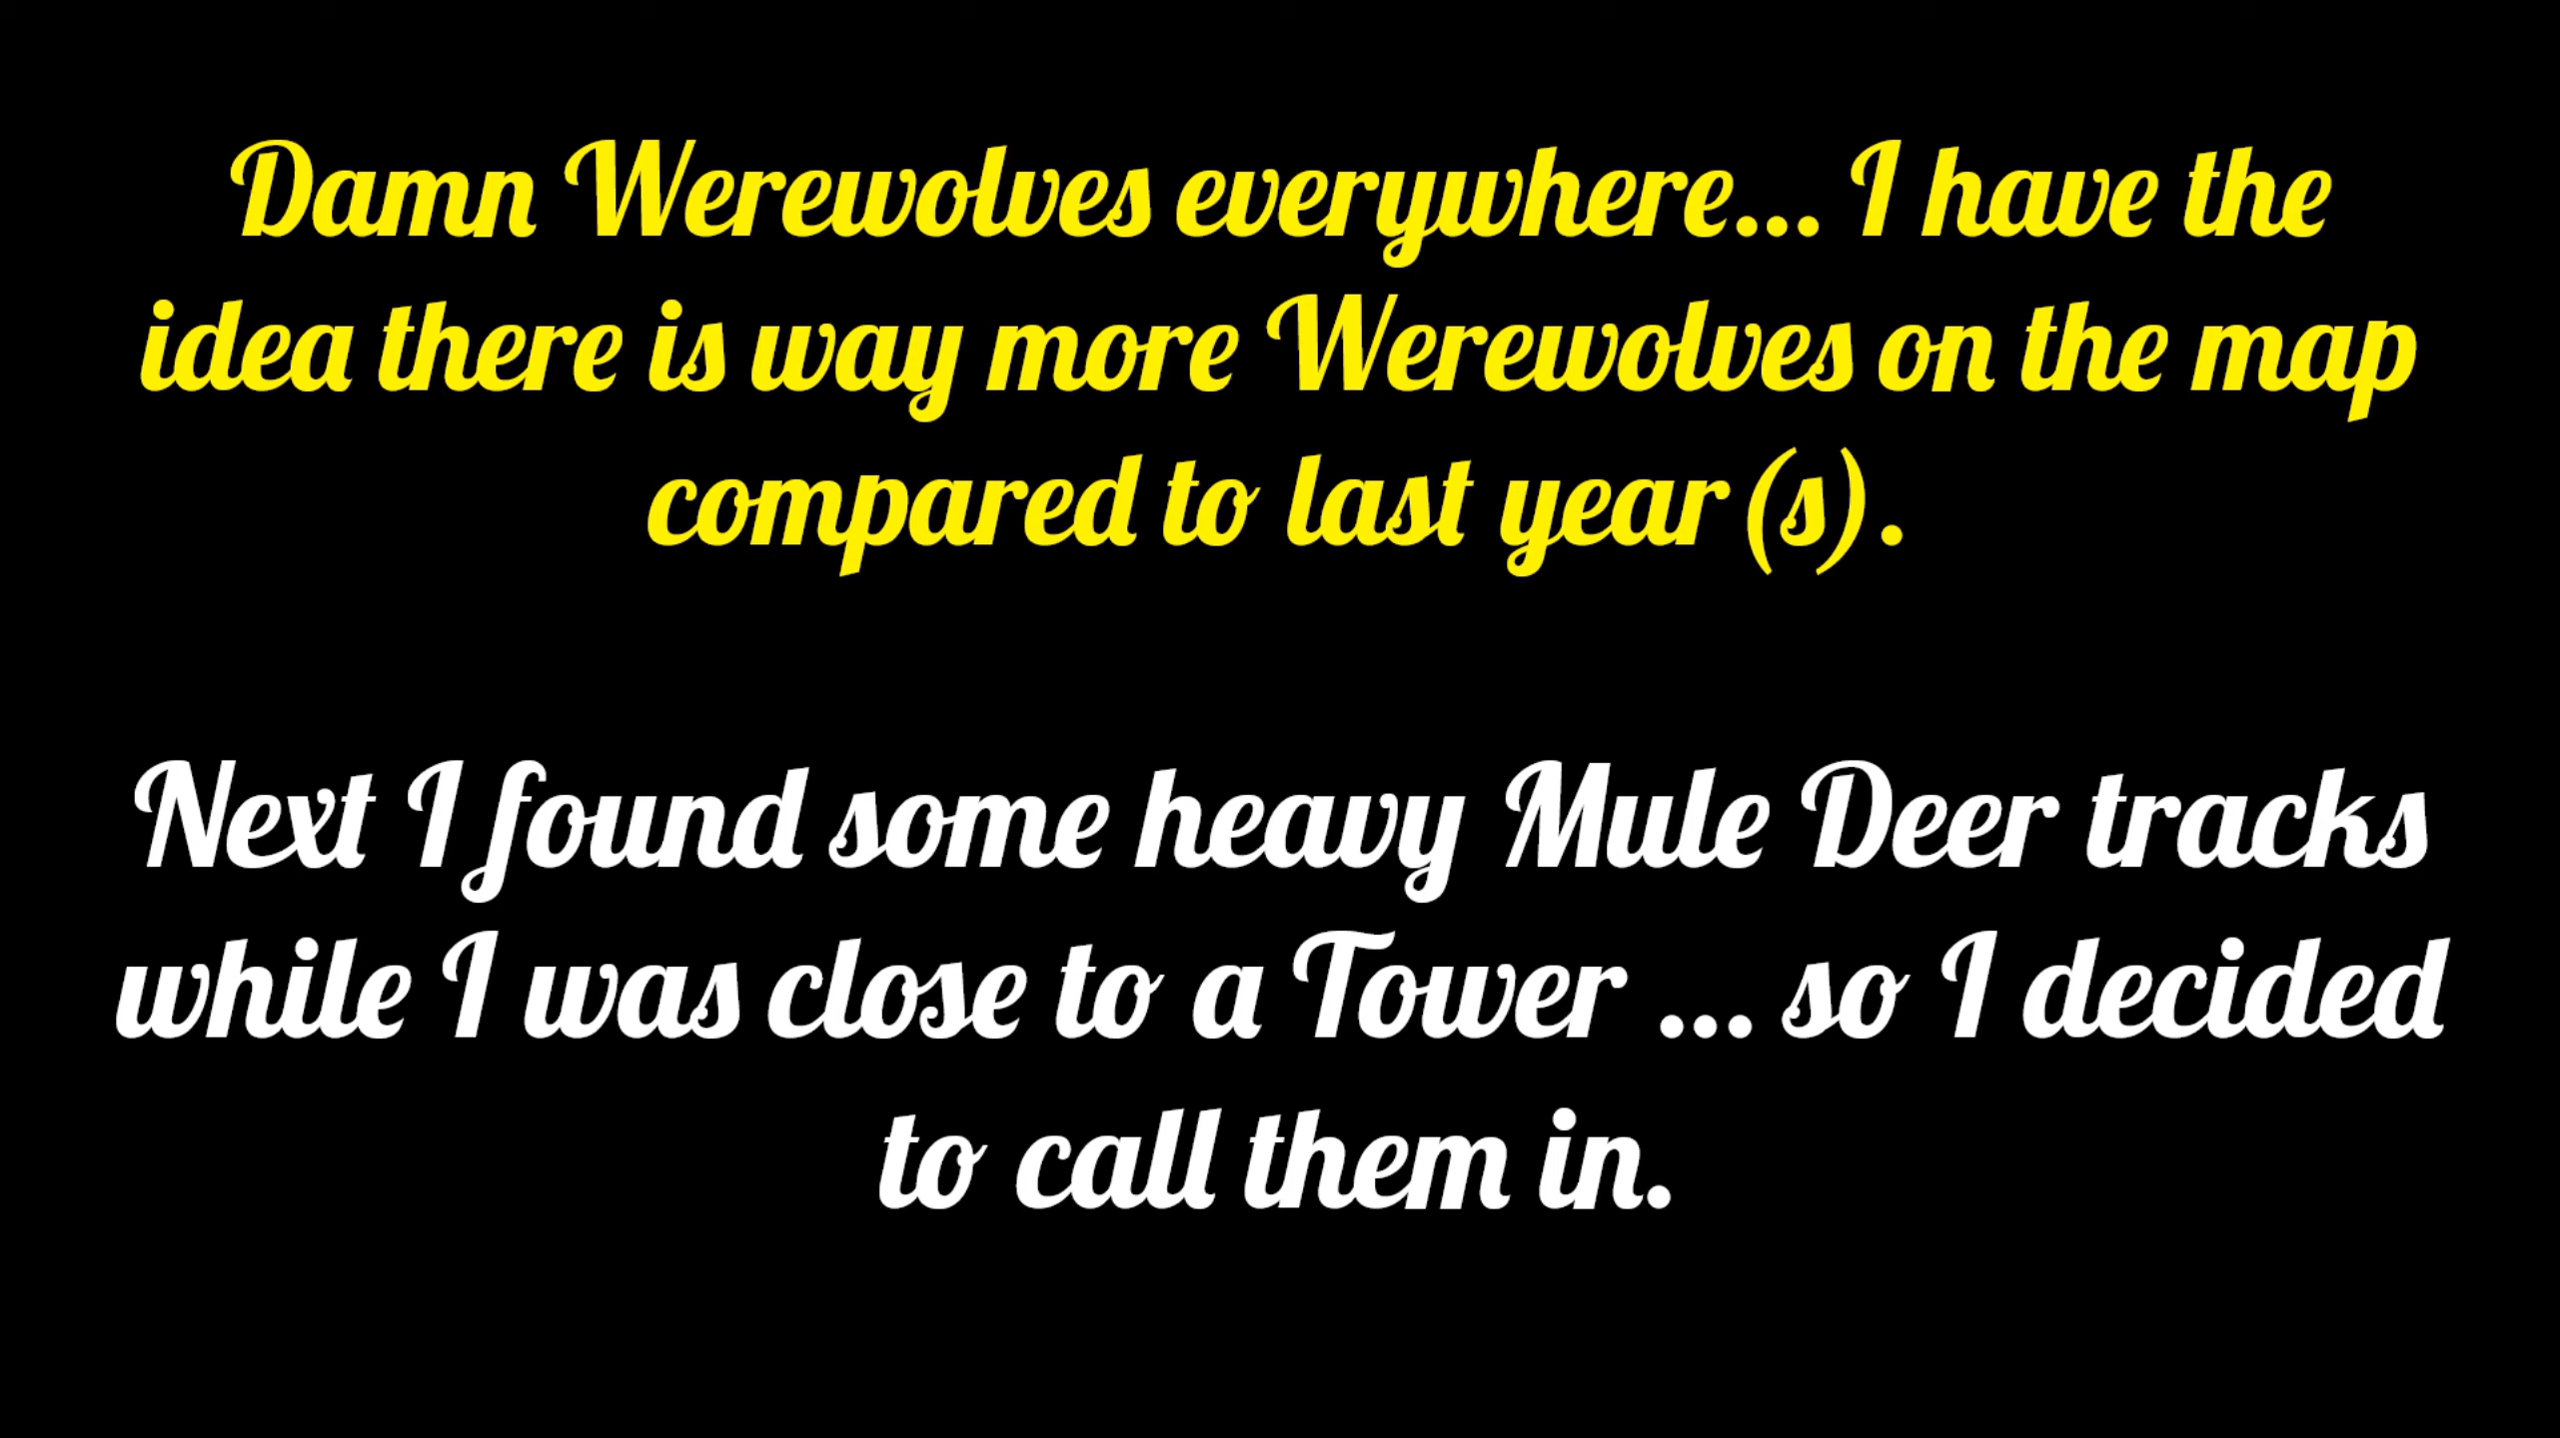 Damn Werewolves everywhere... I have the
idea there is way more Werewolves on the map
compared to last year (s).
Next I found some heavy Mule Deer tracks
while I was close to a Tower ... so I decided
to call them in.